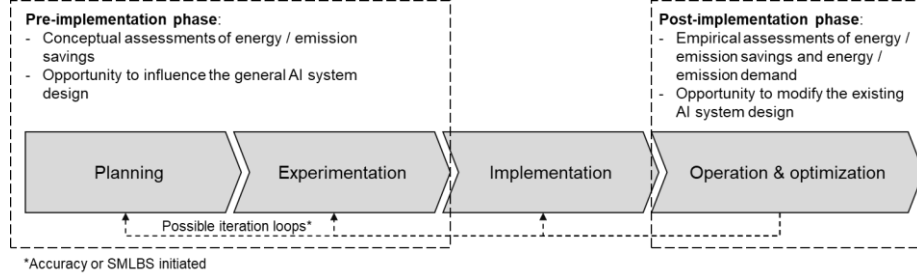 Pre-implementation phase:
- Conceptual assessments of energy / emission
savings
- Opportunity to influence the general AI system
design
Post-implementation phase:
- Empirical assessments of energy /
emission savings and energy /
emission demand
- Opportunity to modify the existing
AI system design
Planning
Experimentation
Implementation
Operation & optimization
Possible iteration loops*
*Accuracy or SMLBS initiated